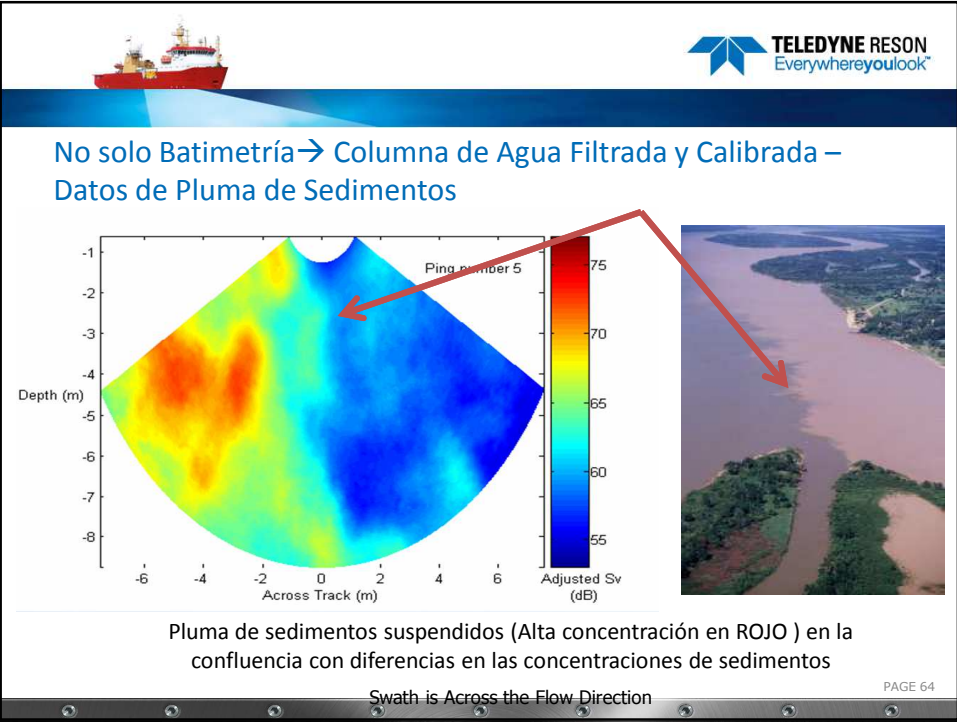 TELEDYNE RESON
Everywhereyoulook™
No solo Batimetría→ Columna de Agua Filtrada y Calibrada –
Datos de Pluma de Sedimentos
Ping number 5
-1
-2
-3
-4
-5
-6
-7
-8
Depth (m)
-6 -4 -2 0 2 4 6
Across Track (m)
75
70
65
60
55
Adjusted Sv
(dB)
Pluma de sedimentos suspendidos (Alta concentración en ROJO ) en la
confluencia con diferencias en las concentraciones de sedimentos
Swath is Across the Flow Direction
PAGE 64